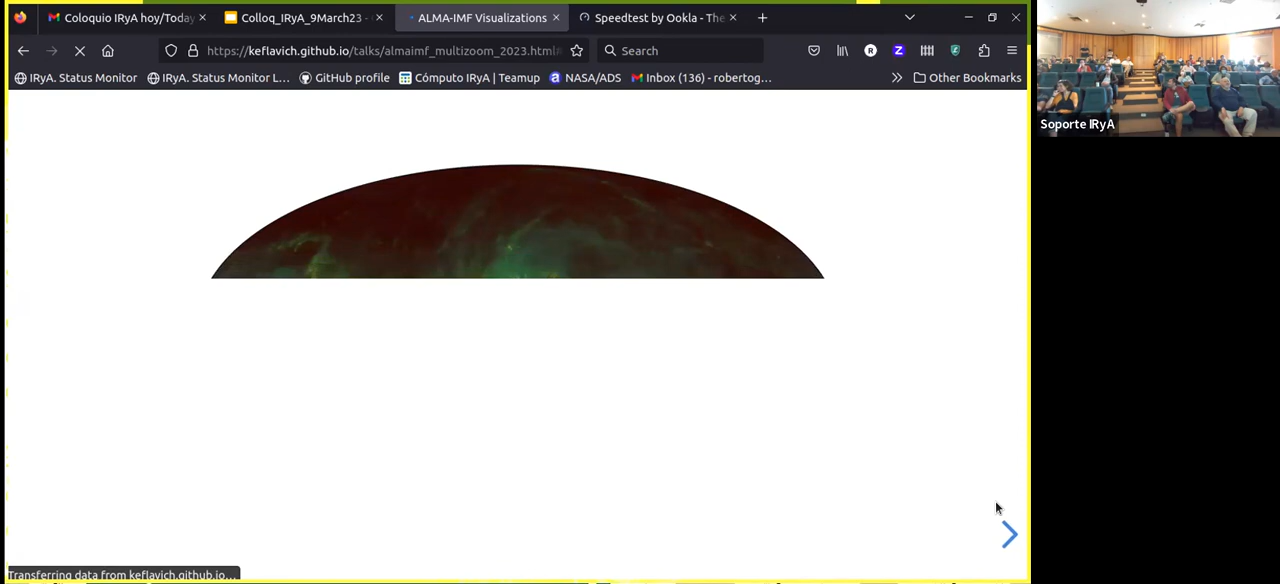 Coloquio IRyA hoy/Today
Colloq_IRyA_9March23 -
ALMA-IMF Visualizations
Speedtest by Ookla - The
https://keflavich.github.io/talks/almaimf_multizoom_2023.html
Search
IRyA. Status Monitor
IRyA. Status Monitor L...
GitHub profile
Cómputo IRyA | Teamup
NASA/ADS
Inbox (136) - robertog...
Other Bookmarks
Soporte IRyA
Transferring data from keflavich.github.io...